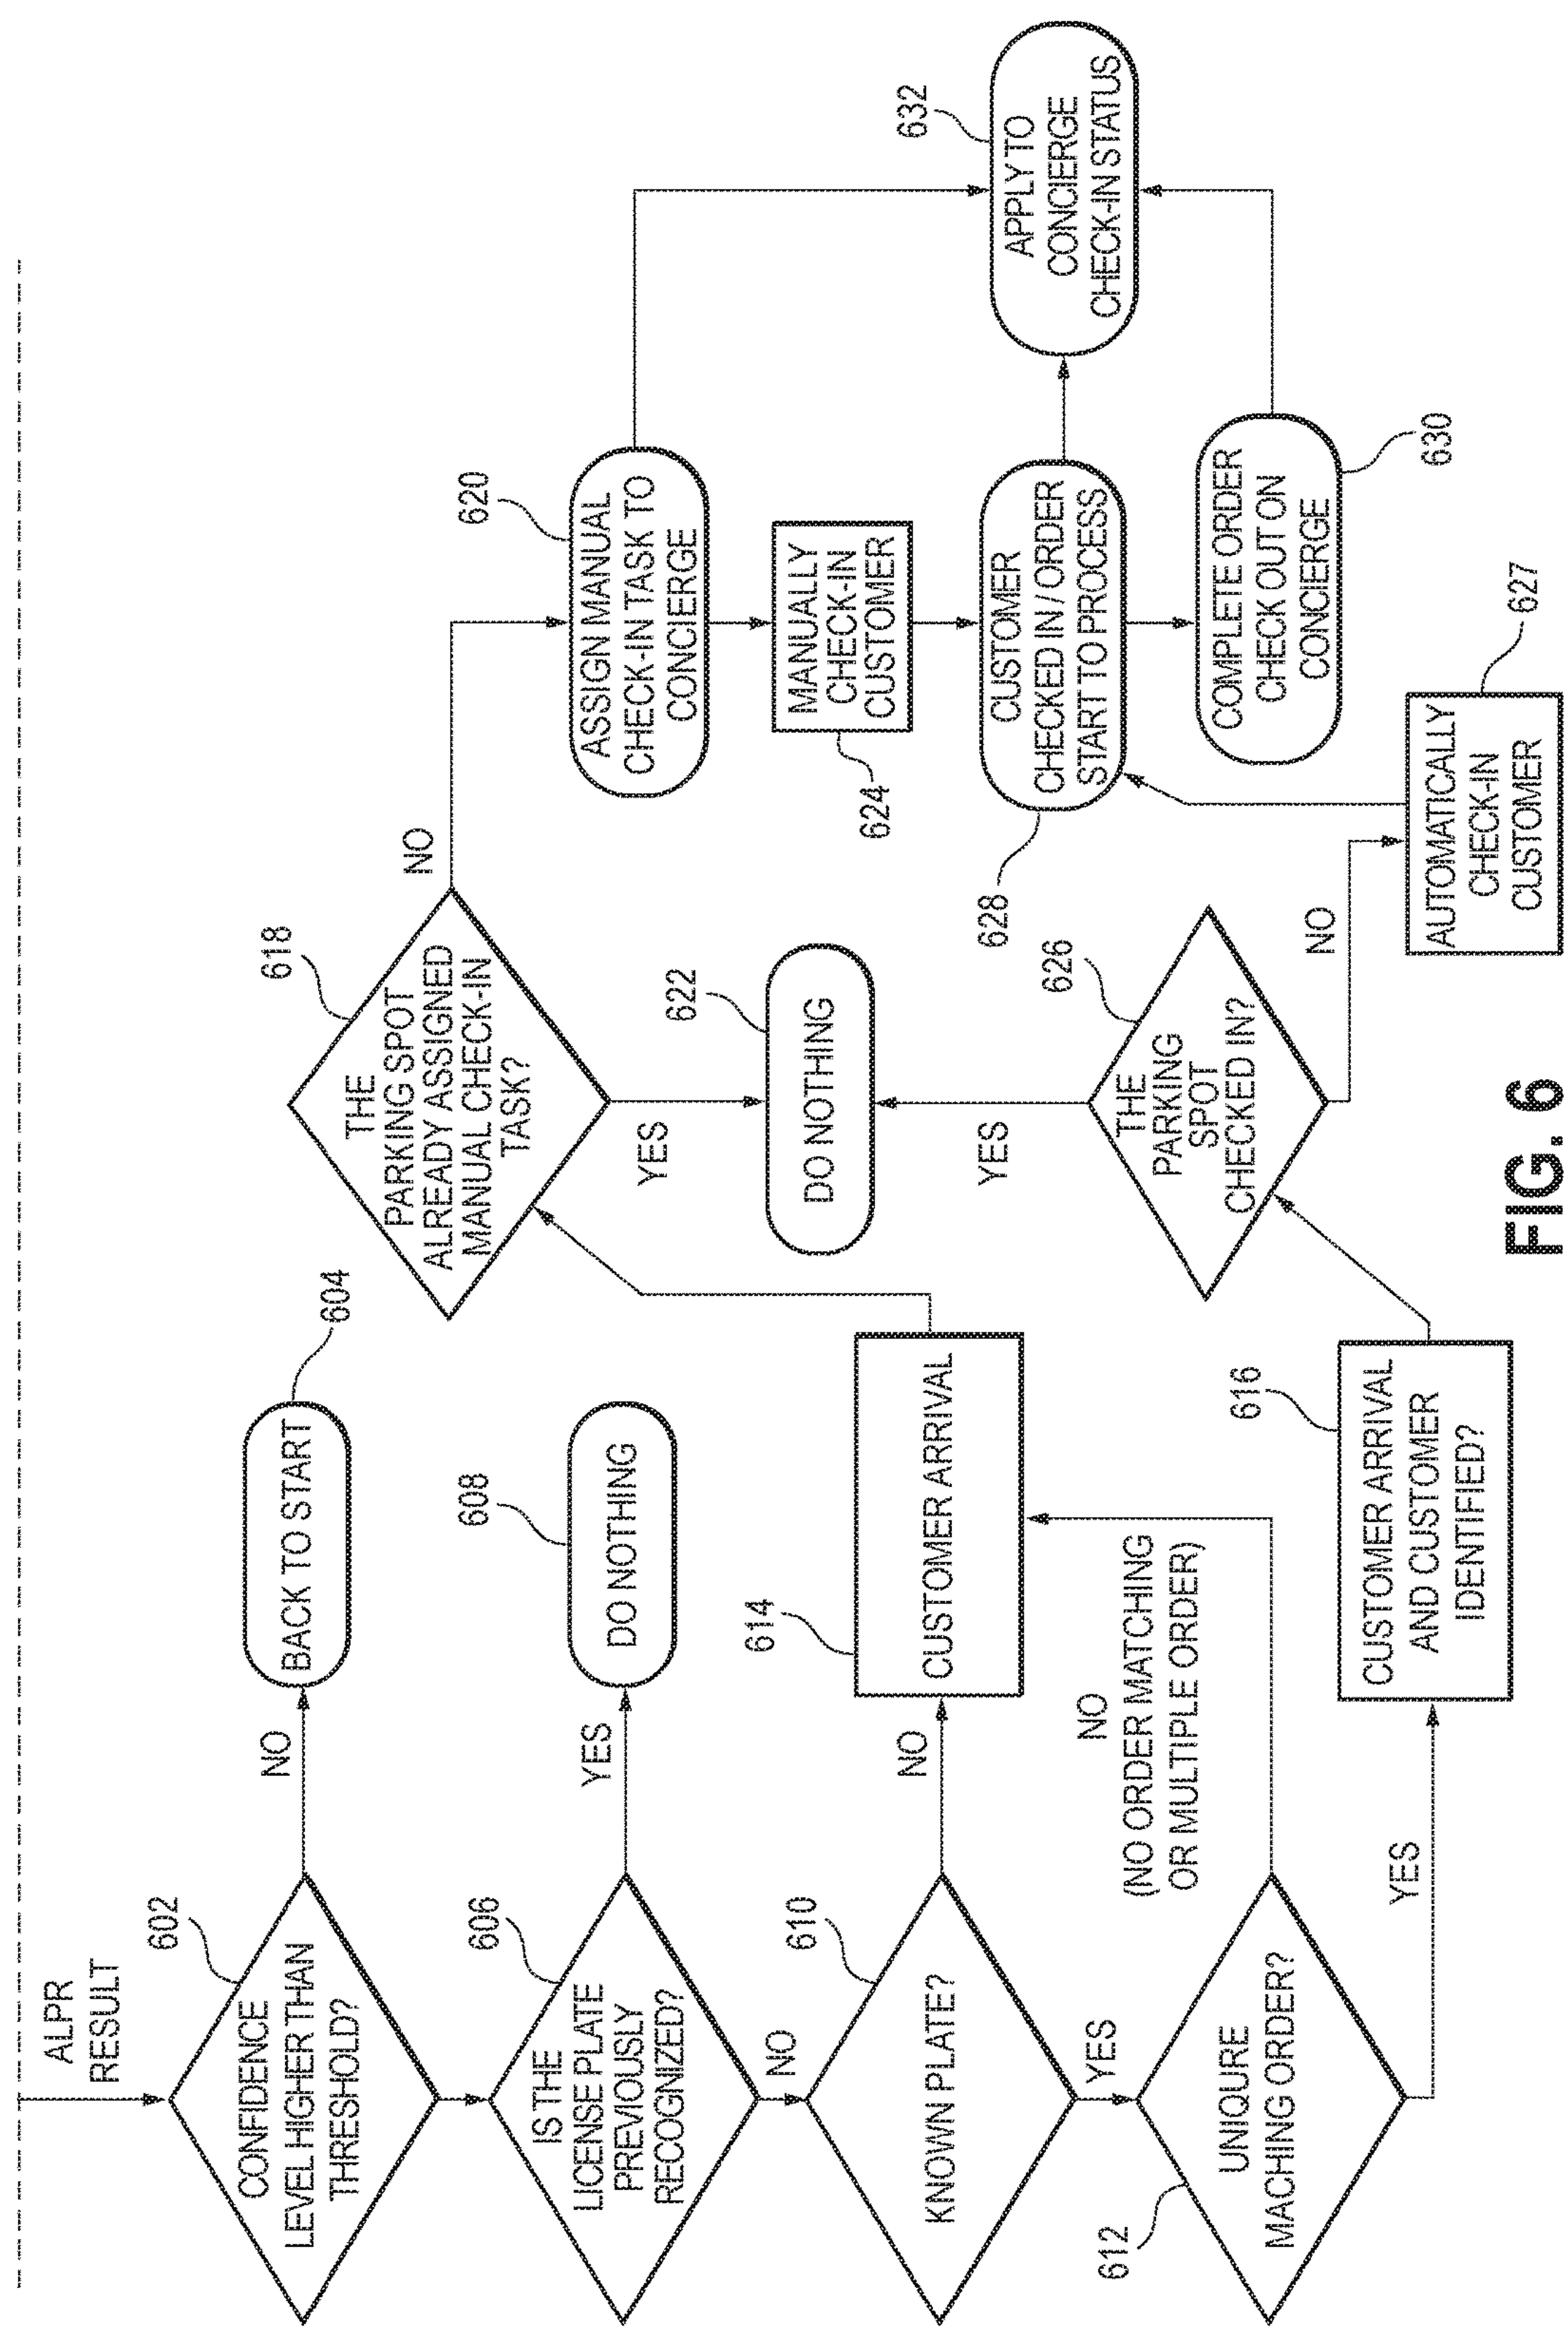 ALPR
RESULT
602
CONFIDENCE
LEVEL HIGHER THAN
THRESHOLD?
NO
BACK TO START
604
606
IS THE
LICENSE PLATE
PREVIOUSLY
RECOGNIZED?
YES
DO NOTHING
608
NO
610
KNOWN PLATE?
NO
614
CUSTOMER ARRIVAL
YES
612
UNIQURE
MACHING ORDER?
NO
(NO ORDER MATCHING
OR MULTIPLE ORDER)
YES
616
CUSTOMER ARRIVAL
AND CUSTOMER
IDENTIFIED?
618
THE
PARKING SPOT
ALREADY ASSIGNED
MANUAL CHECK-IN
TASK?
NO
YES
622
DO NOTHING
YES
626
THE
PARKING
SPOT
CHECKED IN?
NO
620
ASSIGN MANUAL
CHECK-IN TASK TO
CONCIERGE
MANUALLY
CHECK-IN
CUSTOMER
624
CUSTOMER
CHECKED IN / ORDER
START TO PROCESS
628
COMPLETE ORDER
CHECK OUT ON
CONCIERGE
630
AUTOMATICALLY
CHECK-IN
CUSTOMER
627
632
APPLY TO
CONCIERGE
CHECK-IN STATUS
FIG. 6